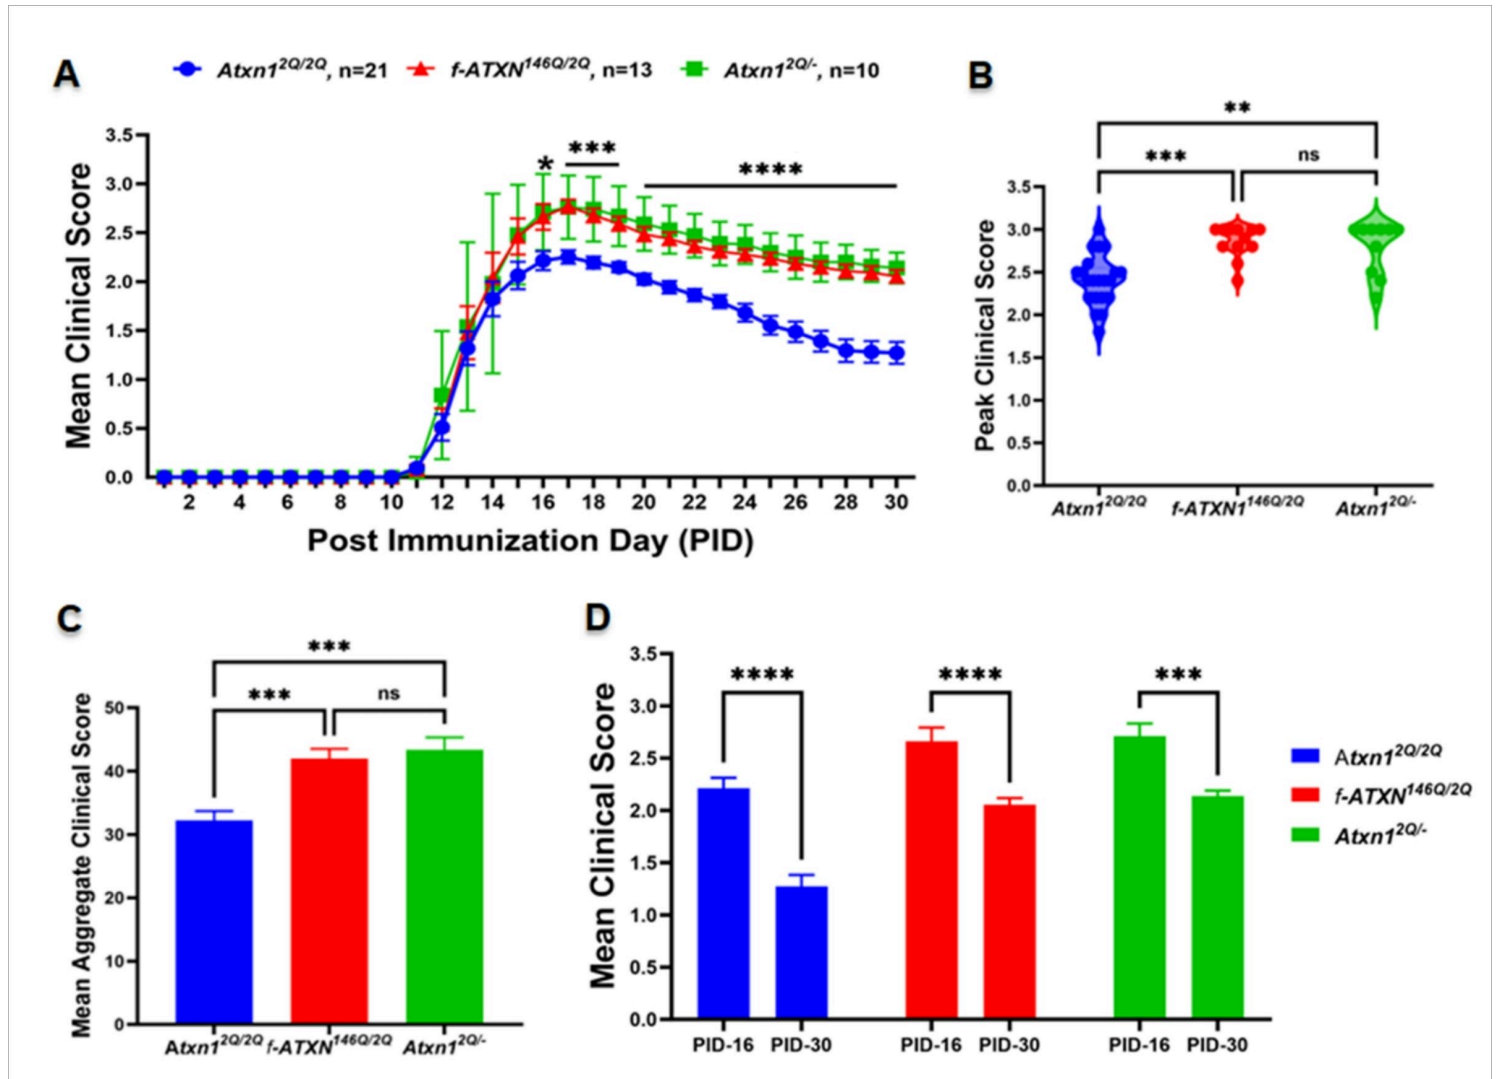 A
Atxn1^2Q/2Q, n=21 f-ATXN^146Q/2Q, n=13 Atxn1^2Q/-, n=10
Mean Clinical Score
3.5
3.0
2.5
2.0
1.5
1.0
0.5
0.0
* *** ****
2 4 6 8 10 12 14 16 18 20 22 24 26 28 30
Post Immunization Day (PID)
B
**
*** ns
Peak Clinical Score
3.5
3.0
2.5
2.0
1.5
1.0
0.5
0.0
Atxn1^2Q/2Q f-ATXN1^146Q/2Q Atxn1^2Q/-
C
***
*** ns
Mean Aggregate Clinical Score
50
40
30
20
10
0
Atxn1^2Q/2Q f-ATXN^146Q/2Q Atxn1^2Q/-
D
**** **** ***
Mean Clinical Score
3.5
3.0
2.5
2.0
1.5
1.0
0.5
0.0
PID-16 PID-30 PID-16 PID-30 PID-16 PID-30
Atxn1^2Q/2Q
f-ATXN^146Q/2Q
Atxn1^2Q/-